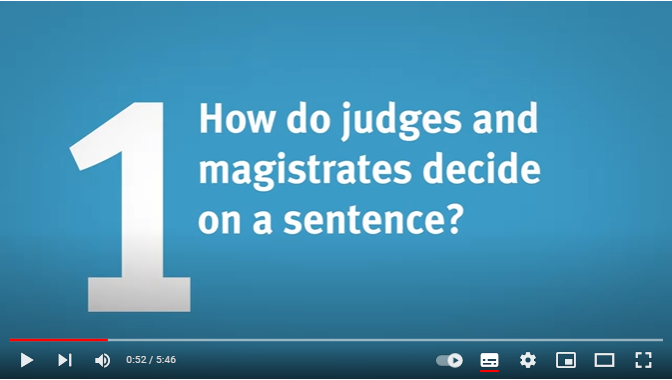 1
How do judges and
magistrates decide
on a sentence?
0:52 / 5:46